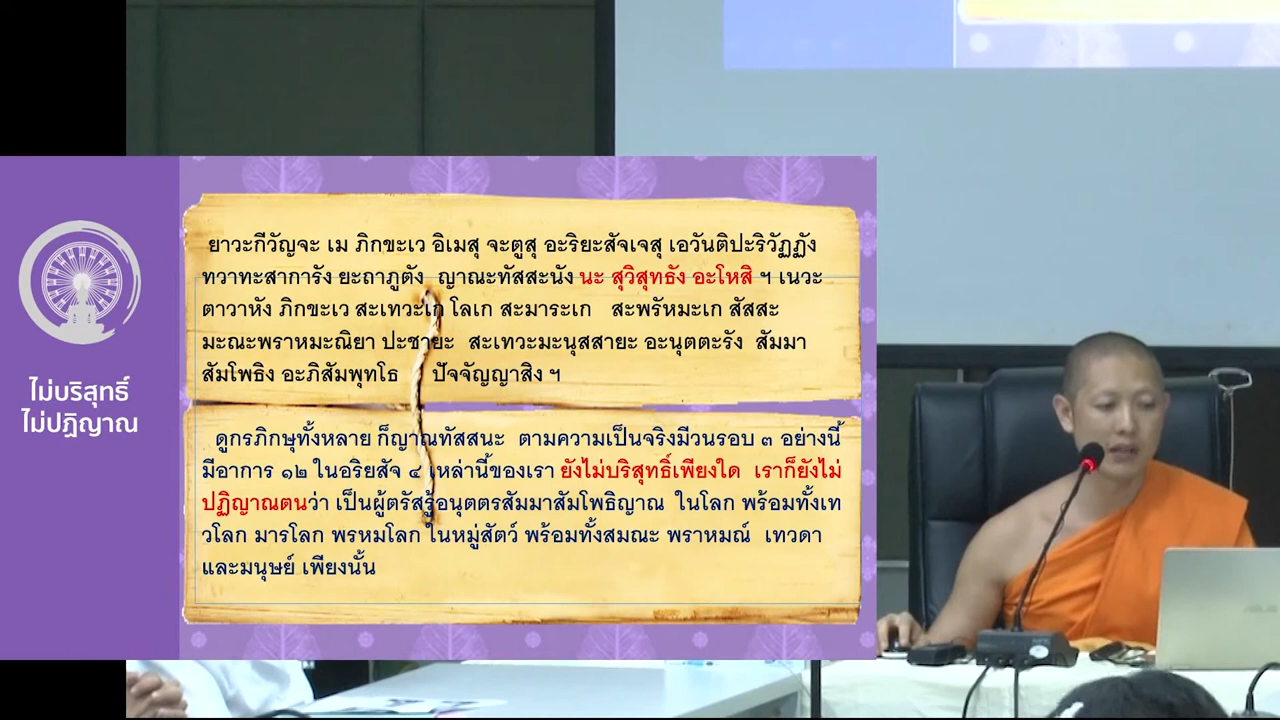 ไม่บริสุทธิ์
ไม่ปฏิญาณ
ยาวะกีวัญจะ เม ภิกขะเว อิเมสุ จะตูสุ อะริยะสัจเจสุ เอวันติปะริวัฏฏัง
ทวาทะสาการัง ยะถาภูตัง ญาณะทัสสะนัง นะ สุวิสุทธัง อะโหสิ ฯ เนวะ
ตาวาหัง ภิกขะเว สะเทวะเก โลเก สะมาระเก สะพรัหมะเก สัสสะ
มะณะพราหมะณิยา ปะชายะ สะเทวะมะนุสสายะ อะนุตตะรัง สัมมา
สัมโพธิง อะภิสัมพุทโธ ปัจจัญญาสิง ฯ
ดูกรภิกษุทั้งหลาย ก็ญาณทัสสนะ ตามความเป็นจริงมีวนรอบ ๓ อย่างนี้
มีอาการ ๑๒ ในอริยสัจ ๔ เหล่านี้ของเรา ยังไม่บริสุทธิ์เพียงใด เราก็ยังไม่
ปฏิญาณตนว่า เป็นผู้ตรัสรู้อนุตตรสัมมาสัมโพธิญาณ ในโลก พร้อมทั้งเท
วโลก มารโลก พรหมโลก ในหมู่สัตว์ พร้อมทั้งสมณะ พราหมณ์ เทวดา
และมนุษย์ เพียงนั้น